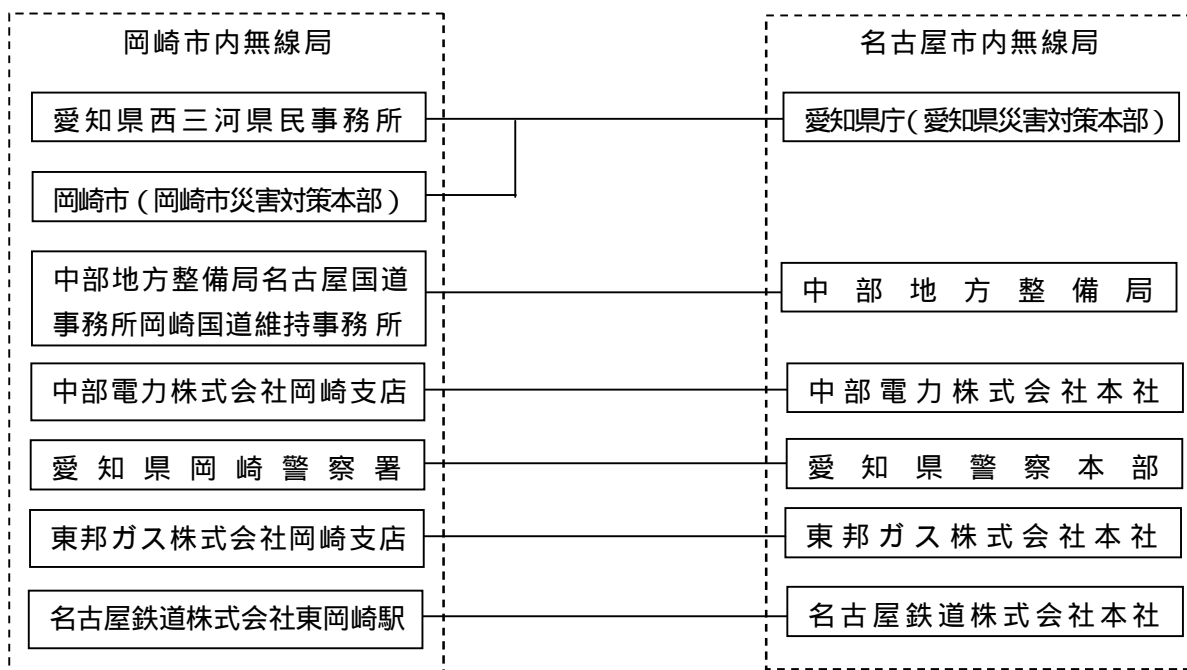 岡崎市内無線局
名古屋市内無線局
愛知県西三河県民事務所
愛知県庁(愛知県災害対策本部)
岡崎市(岡崎市災害対策本部)
中部地方整備局名古屋国道
事務所岡崎国道維持事務所
中部地方整備局
中部電力株式会社岡崎支店
中部電力株式会社本社
愛知県岡崎警察署
愛知県警察本部
東邦ガス株式会社岡崎支店
東邦ガス株式会社本社
名古屋鉄道株式会社東岡崎駅
名古屋鉄道株式会社本社